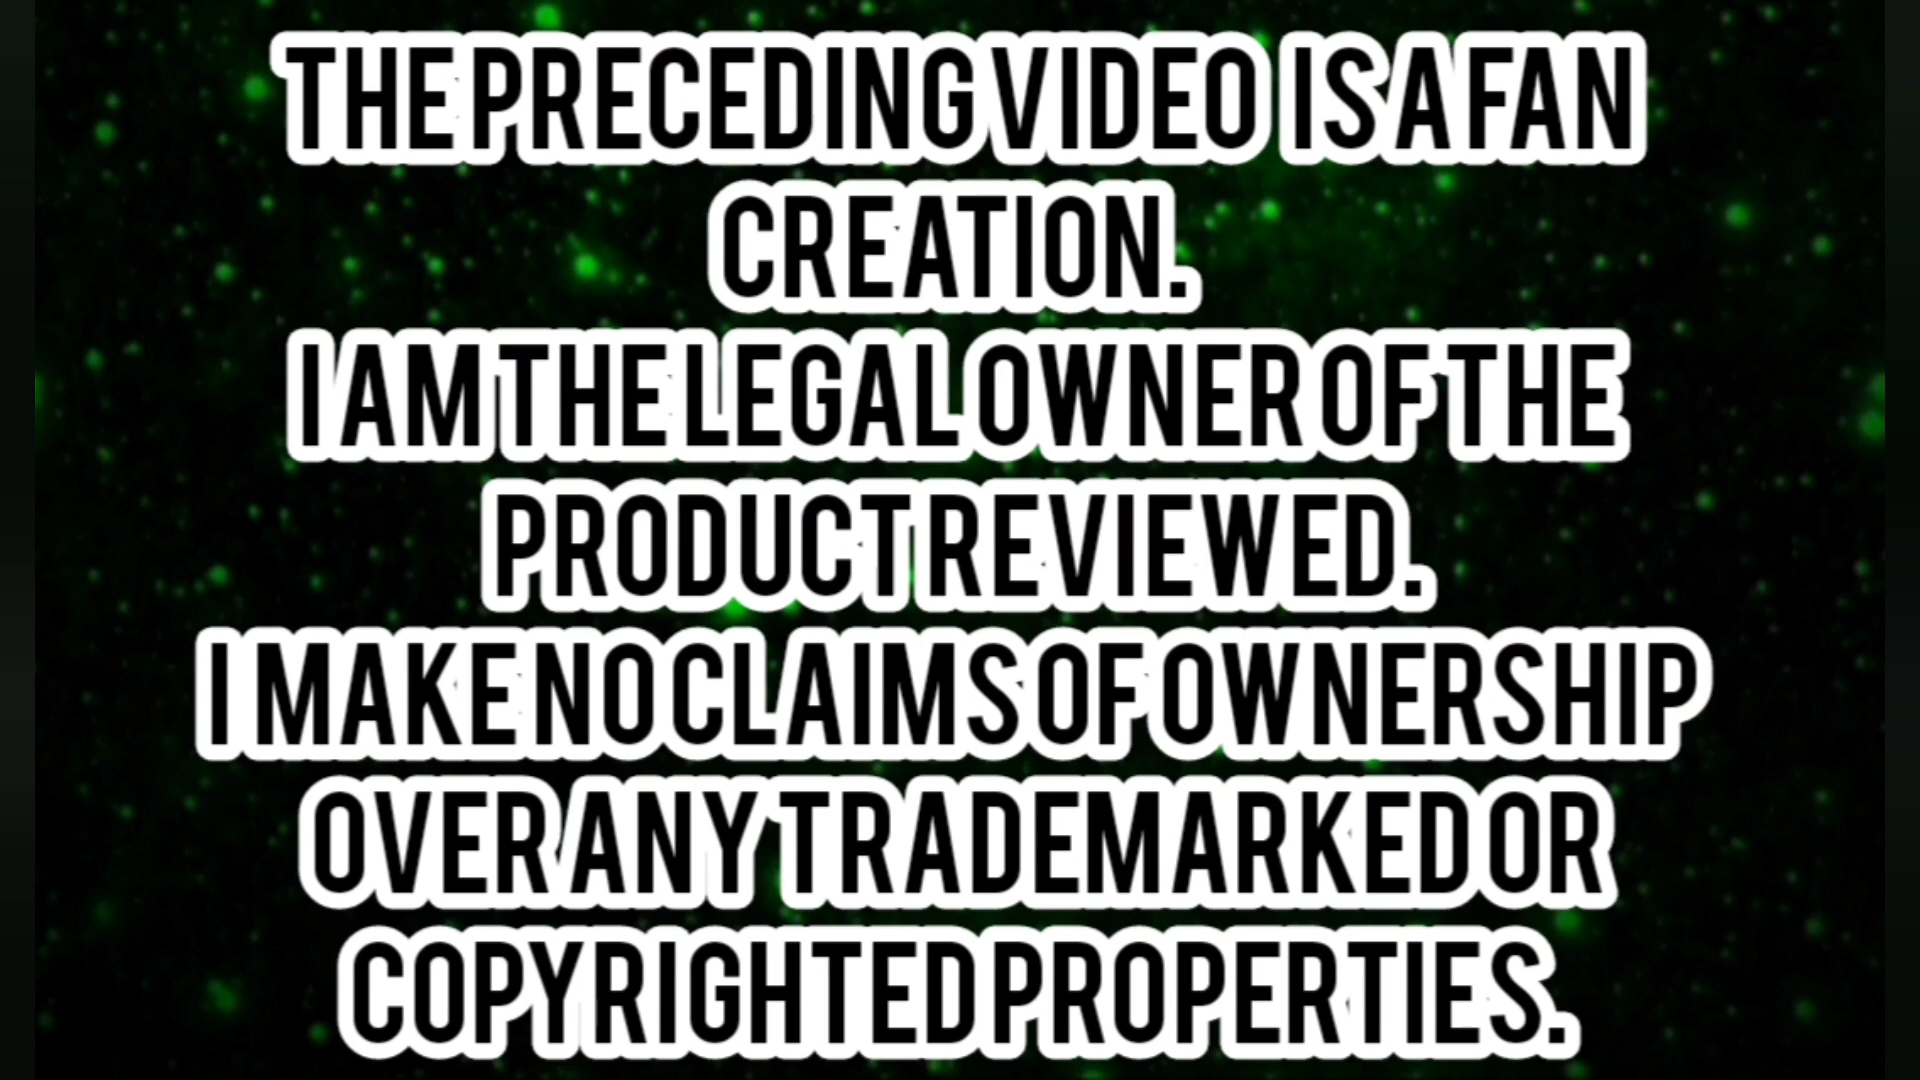 THE PRECEDING VIDEO IS A FAN
CREATION.
I AM THE LEGAL OWNER OF THE
PRODUCT REVIEWED.
I MAKE NO CLAIMS OF OWNERSHIP
OVER ANY TRADEMARKED OR
COPYRIGHTED PROPERTIES.